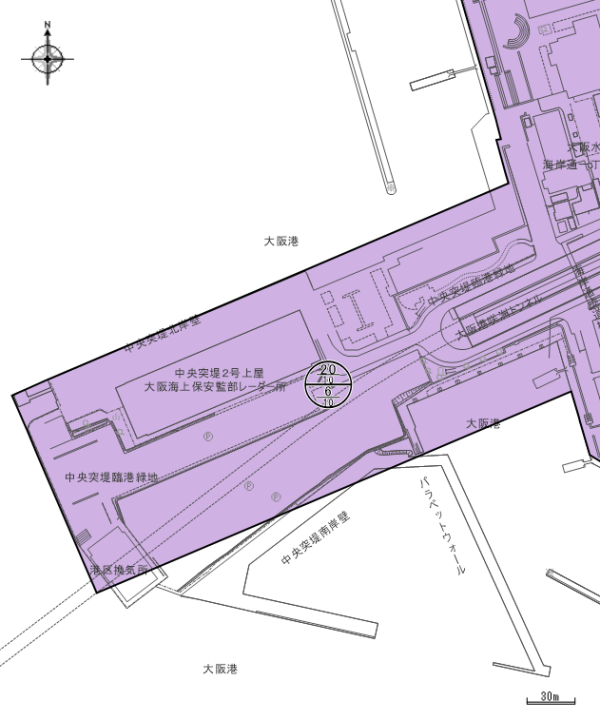 N
大阪水
海岸通一丁
大阪港
中央突堤臨港緑地
大阪港咲洲トンネル
中央突堤北岸壁
20
10
6
10
中央突堤2号上屋
大阪海上保安監部レーダー所
P
大阪港
中央突堤臨港緑地
P
P
パラペットウォール
中央突堤南岸壁
港区換気所
大阪港
30m